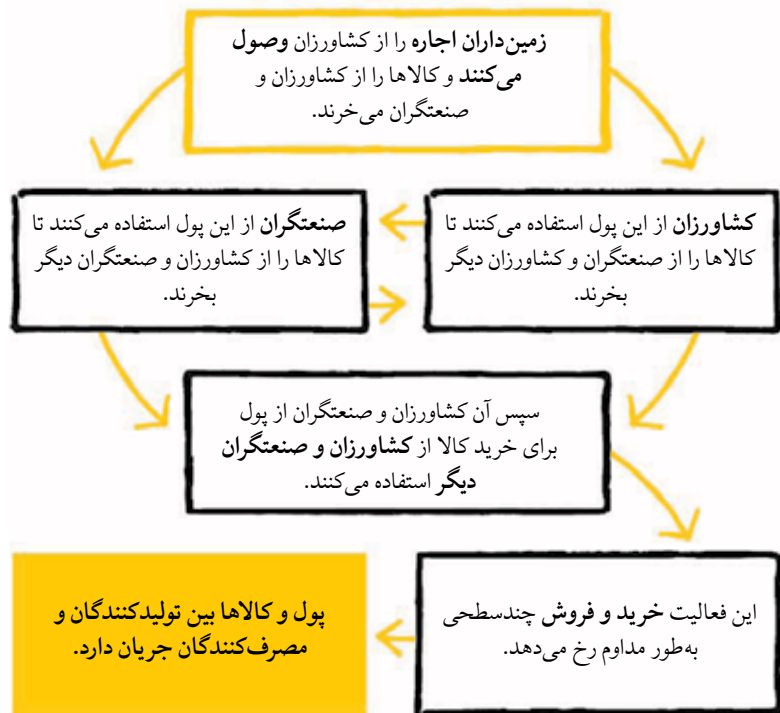 زمین‌داران اجاره را از کشاورزان وصول
می‌کنند و کالاها را از کشاورزان و
صنعتگران می‌خرند.
کشاورزان از این پول استفاده می‌کنند تا
کالاها را از صنعتگران و کشاورزان دیگر
بخرند.
صنعتگران از این پول استفاده می‌کنند تا
کالاها را از کشاورزان و صنعتگران دیگر
بخرند.
سپس آن کشاورزان و صنعتگران از پول
برای خرید کالا از کشاورزان و صنعتگران
دیگر استفاده می‌کنند.
این فعالیت خرید و فروش چندسطحی
به‌طور مداوم رخ می‌دهد.
پول و کالاها بین تولیدکنندگان و
مصرف‌کنندگان جریان دارد.